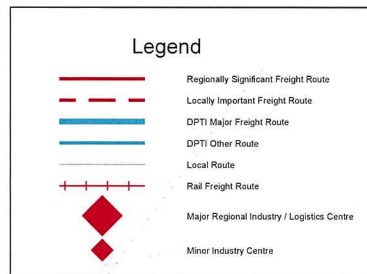 Legend
Regionally Significant Freight Route
Locally Important Freight Route
DPTI Major Freight Route
DPTI Other Route
Local Route
Rail Freight Route
Major Regional Industry / Logistics Centre
Minor Industry Centre